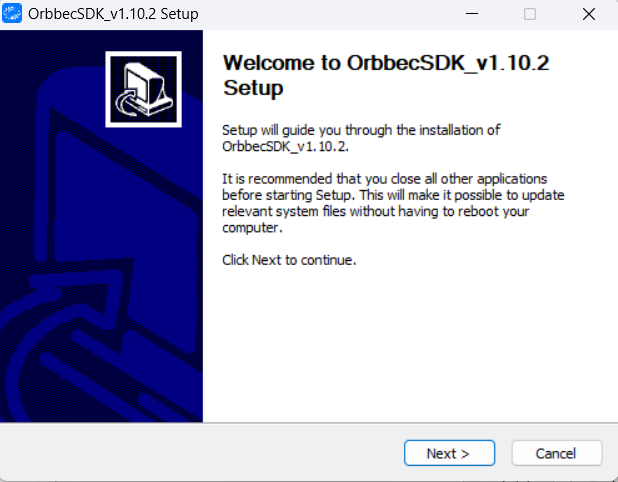 OrbbecSDK_v1.10.2 Setup
Welcome to OrbbecSDK_v1.10.2
Setup
Setup will guide you through the installation of
OrbbecSDK_v1.10.2.
It is recommended that you close all other applications
before starting Setup. This will make it possible to update
relevant system files without having to reboot your
computer.
Click Next to continue.
Next >
Cancel